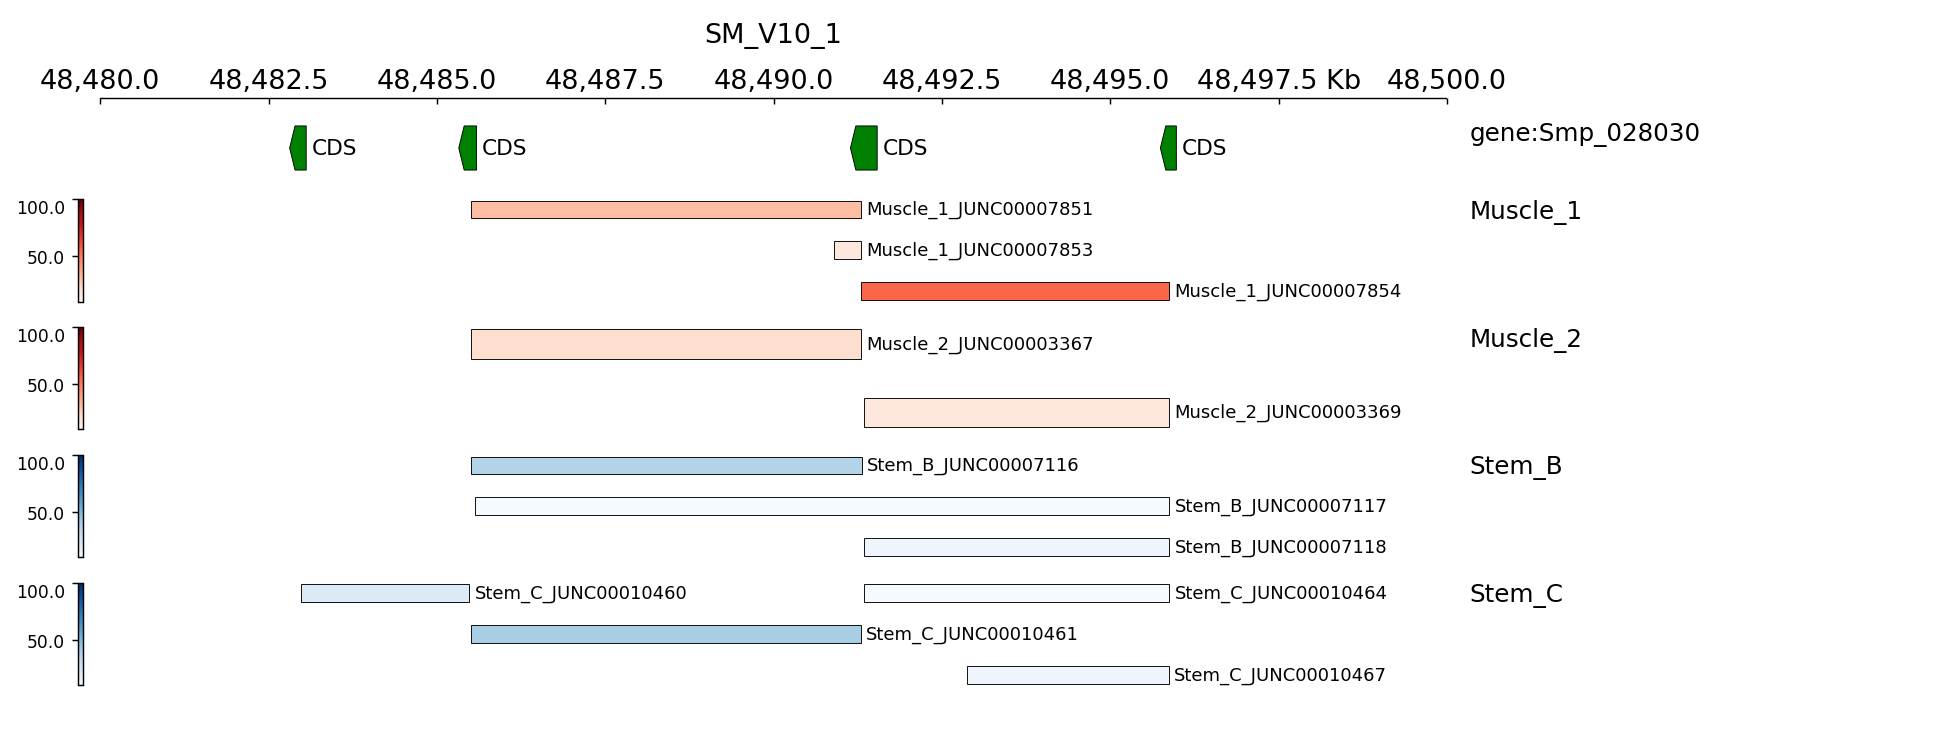 SM_V10_1
48,480.0 48,482.5 48,485.0 48,487.5 48,490.0 48,492.5 48,495.0 48,497.5 Kb 48,500.0
CDS CDS CDS CDS gene:Smp_028030
100.0 Muscle_1_JUNC00007851 Muscle_1
50.0 Muscle_1_JUNC00007853
Muscle_1_JUNC00007854
100.0 Muscle_2_JUNC00003367 Muscle_2
50.0
Muscle_2_JUNC00003369
100.0 Stem_B_JUNC00007116 Stem_B
50.0 Stem_B_JUNC00007117
Stem_B_JUNC00007118
100.0 Stem_C_JUNC00010460 Stem_C_JUNC00010464 Stem_C
50.0 Stem_C_JUNC00010461
Stem_C_JUNC00010467